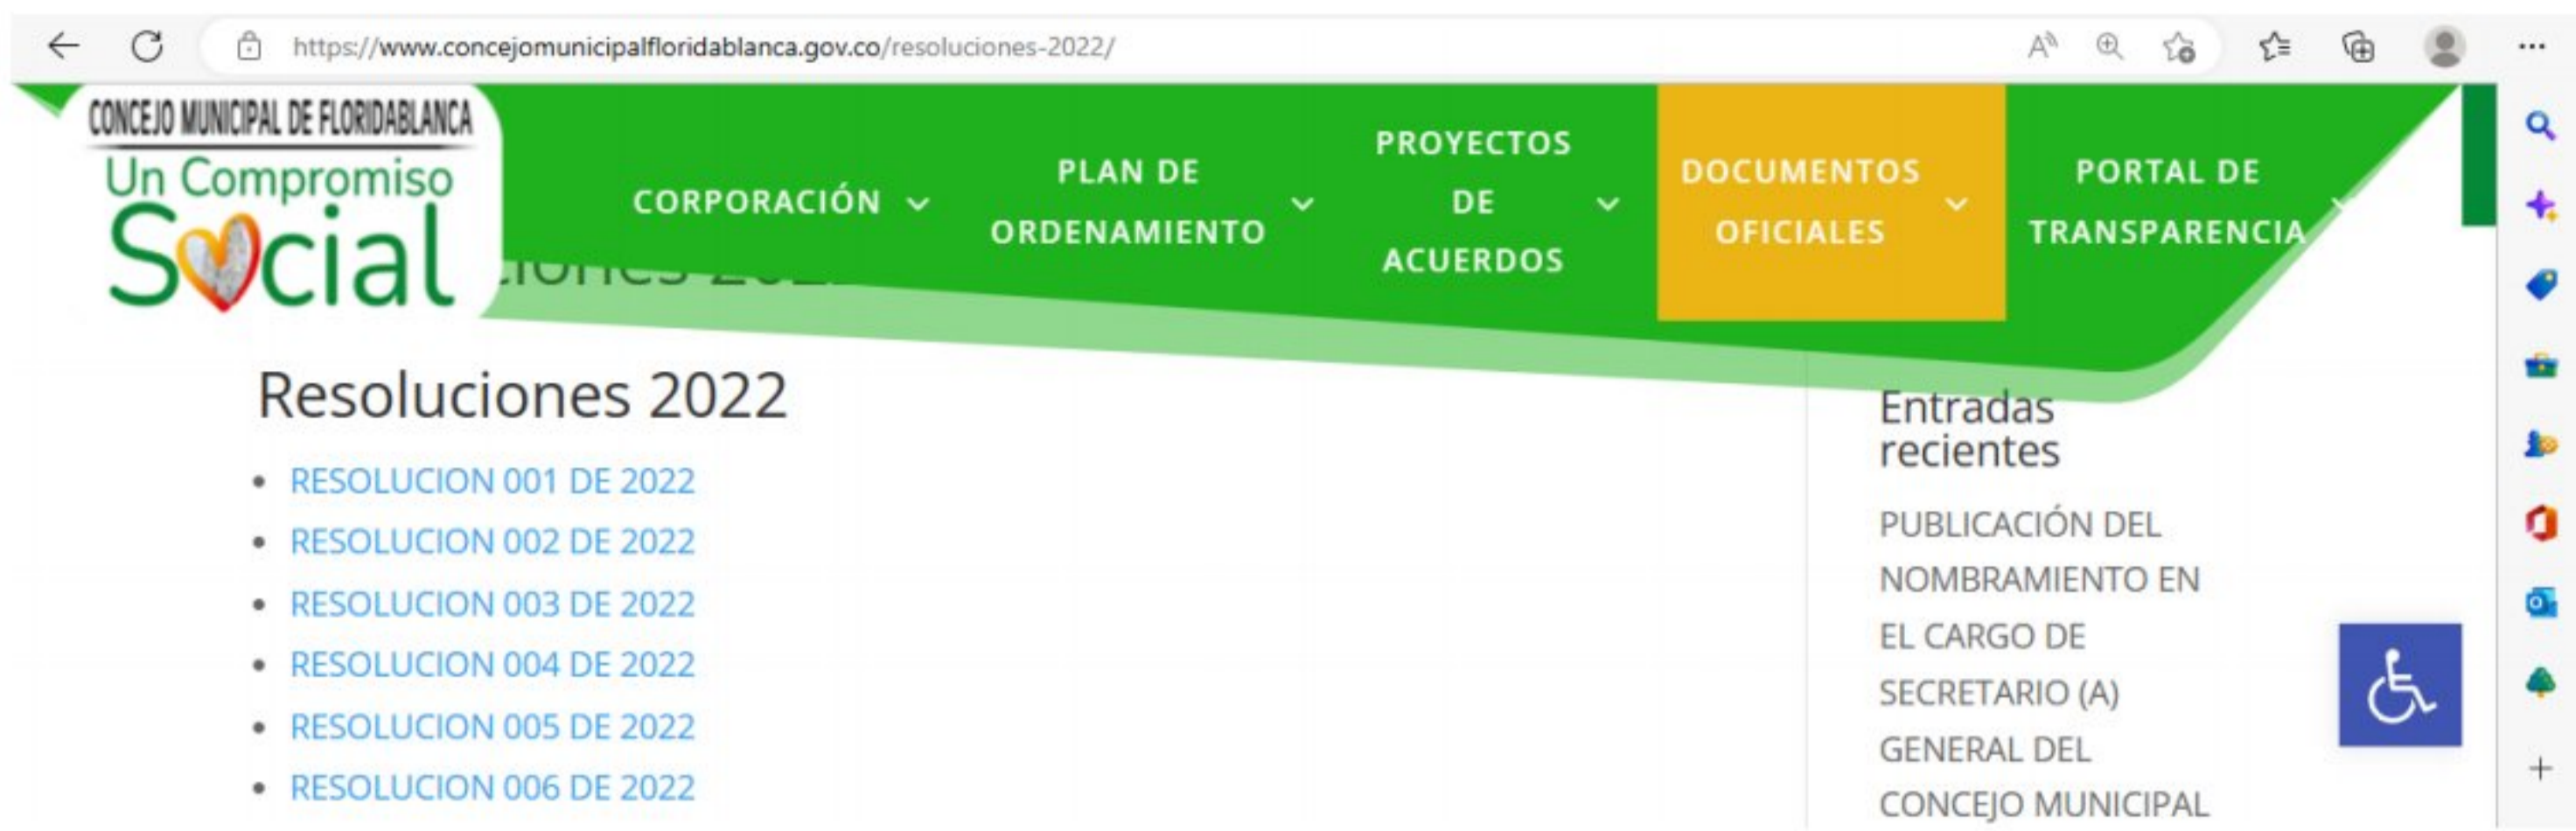 https://www.concejomunicipalfloridablanca.gov.co/resoluciones-2022/
CONCEJO MUNICIPAL DE FLORIDABLANCA
Un Compromiso
Social
CORPORACIÓN
PLAN DE
ORDENAMIENTO
PROYECTOS
DE
ACUERDOS
DOCUMENTOS
OFICIALES
PORTAL DE
TRANSPARENCIA
Resoluciones 2022
RESOLUCION 001 DE 2022
RESOLUCION 002 DE 2022
RESOLUCION 003 DE 2022
RESOLUCION 004 DE 2022
RESOLUCION 005 DE 2022
RESOLUCION 006 DE 2022
Entradas
recientes
PUBLICACIÓN DEL
NOMBRAMIENTO EN
EL CARGO DE
SECRETARIO (A)
GENERAL DEL
CONCEJO MUNICIPAL